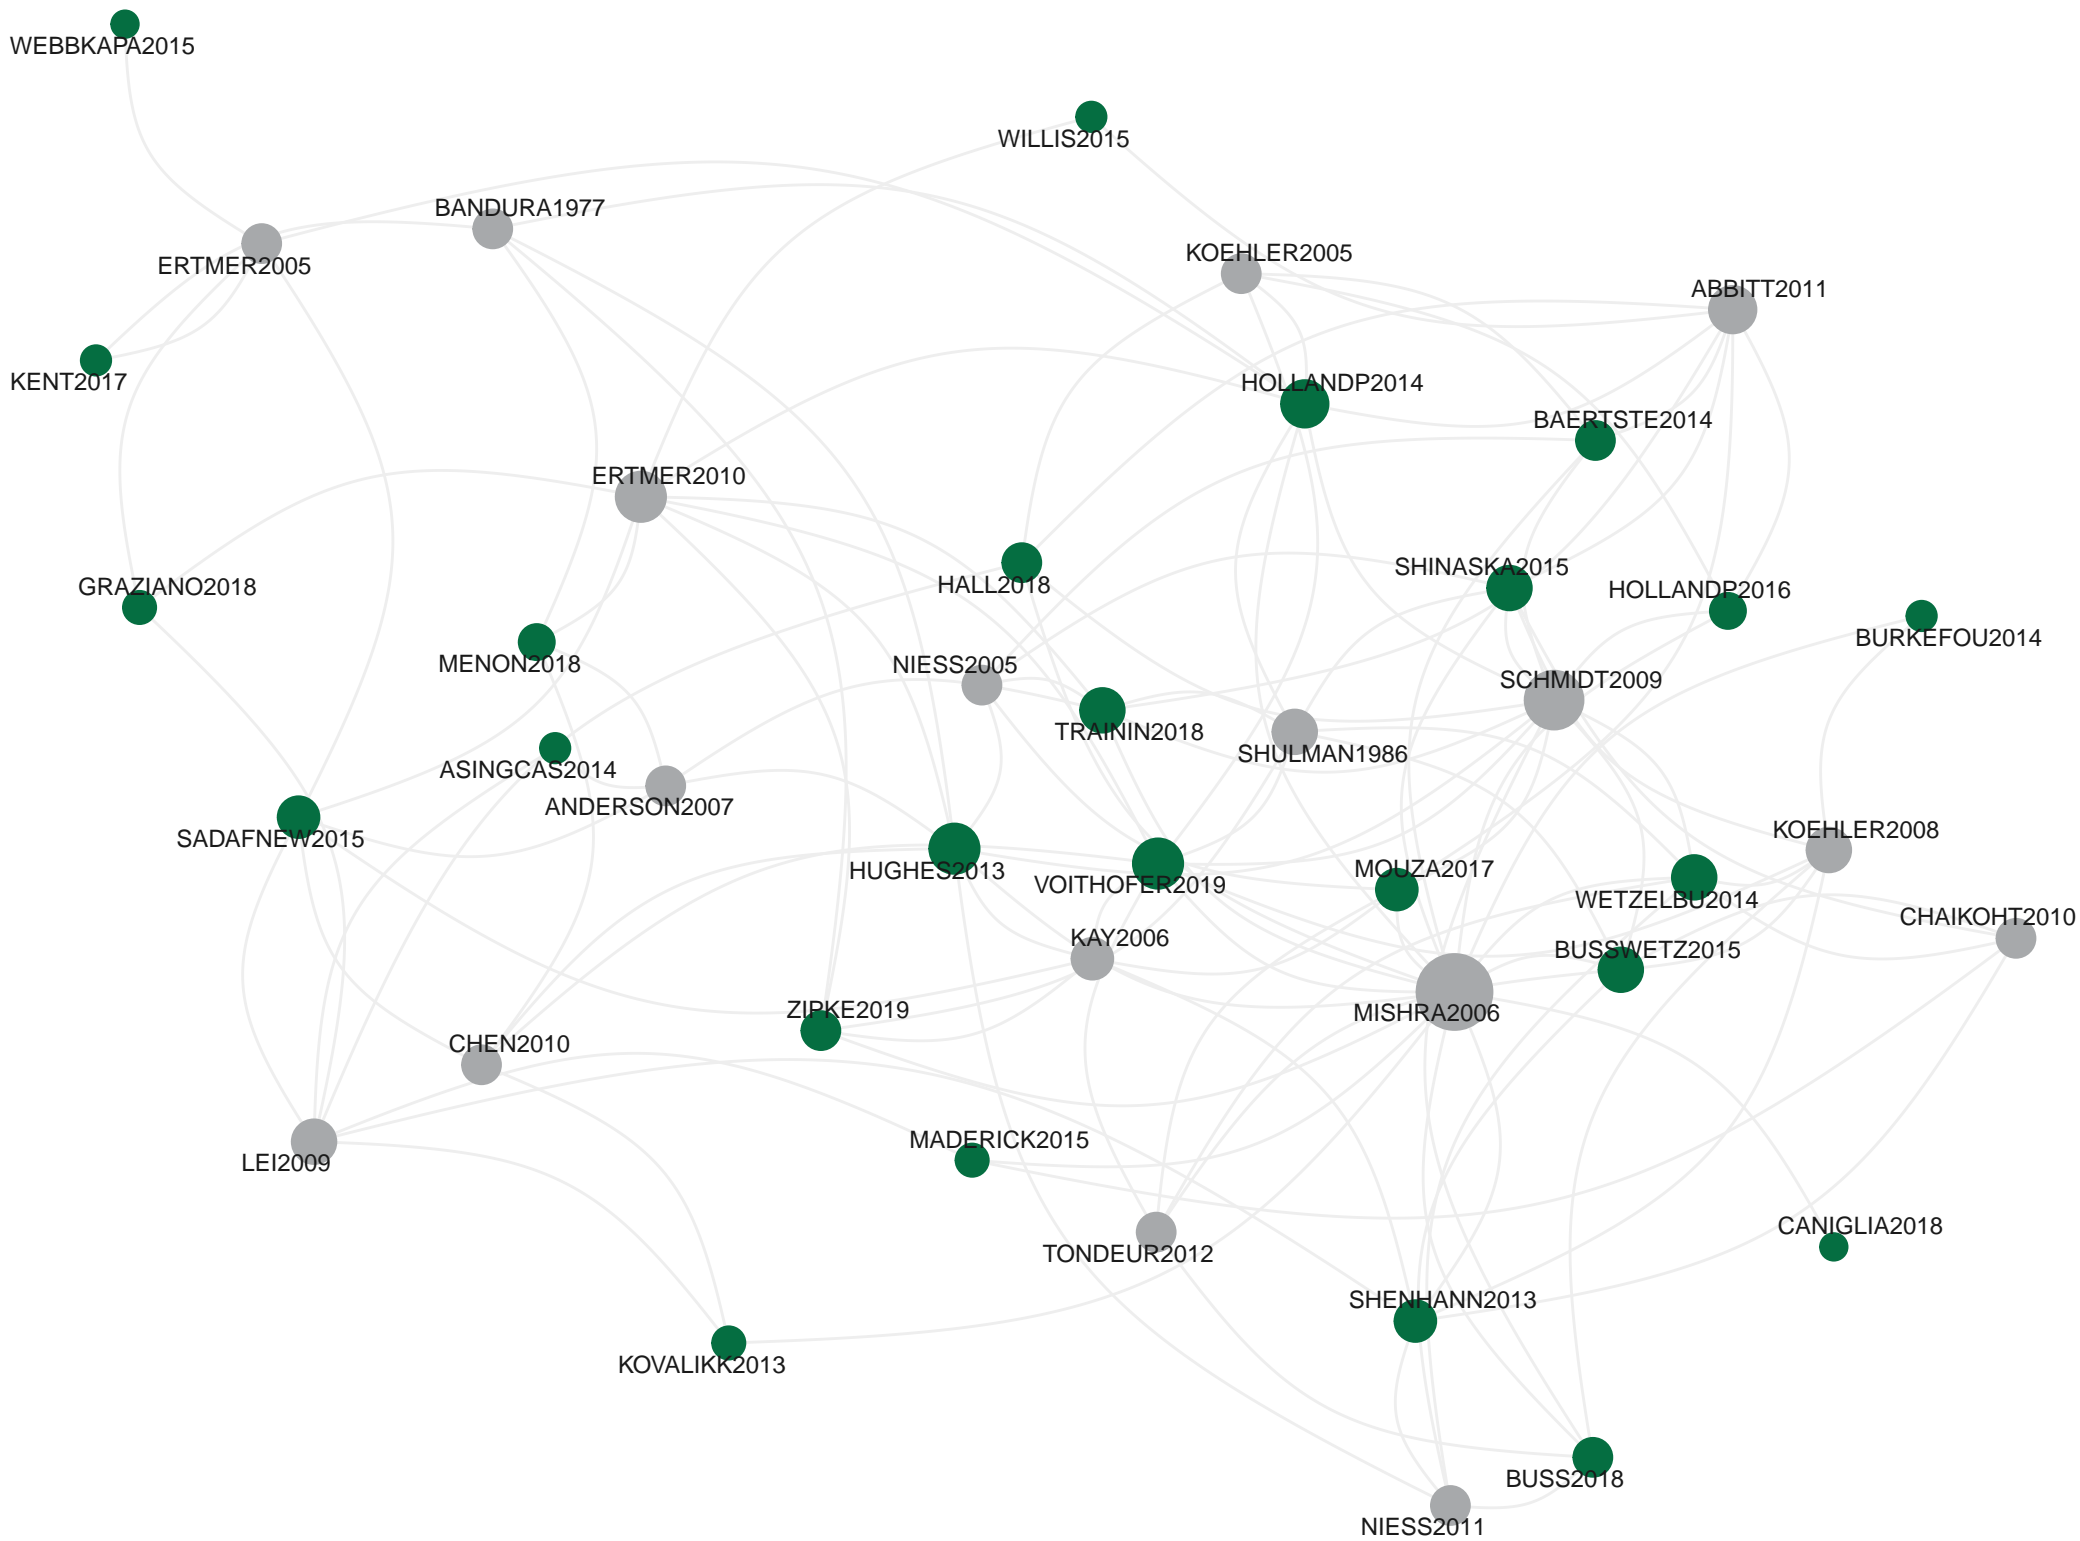 WEBBKAPA2015
WILLIS2015
BANDURA1977
KOEHLER2005
ERTMER2005
ABBITT2011
KENT2017
HOLLANDP2014
BAERTSTE2014
ERTMER2010
SHINASKA2015
HALL2018
GRAZIANO2018
HOLLANDP2016
BURKEFOU2014
MENON2018
NIESS2005
SCHMIDT2009
TRAININ2018
SHULMAN1986
ASINGCAS2014
ANDERSON2007
KOEHLER2008
SADAFNEW2015
HUGHES2013
MOUZA2017
VOITHOFER2019
WETZELBU2014
CHAIKOHT2010
KAY2006
BUSSWETZ2015
ZIPKE2019
MISHRA2006
CHEN2010
MADERICK2015
LEI2009
CANIGLIA2018
TONDEUR2012
SHENHANN2013
KOVALIKK2013
BUSS2018
NIESS2011